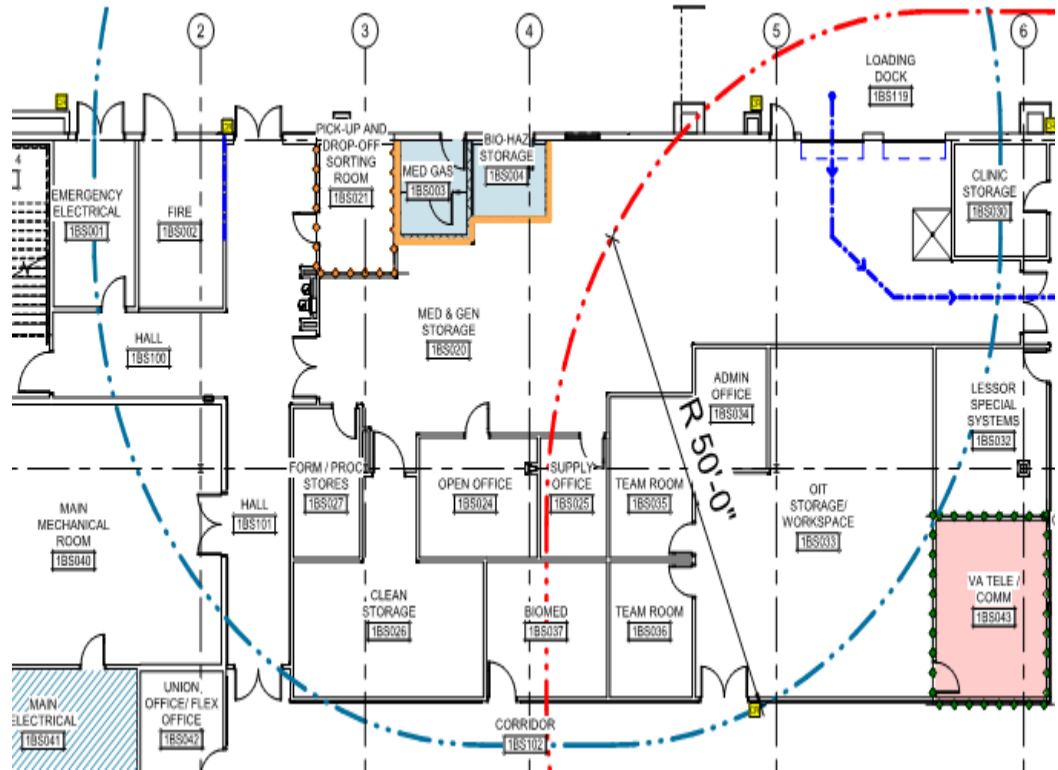 2
3
4
5
6
LOADING
DOCK
1BS119
PICK-UP AND
DROP-OFF
SORTING
ROOM
1BS021
MED GAS
1BS003
BIO-HAZ
STORAGE
1BS004
4
EMERGENCY
ELECTRICAL
1BS001
FIRE
1BS002
CLINIC
STORAGE
1BS030
MED & GEN
STORAGE
1BS020
HALL
1BS100
ADMIN
OFFICE
1BS034
LESSOR
SPECIAL
SYSTEMS
1BS032
R 50'-0"
FORM / PROC
STORES
1BS027
OPEN OFFICE
1BS024
SUPPLY
OFFICE
1BS025
TEAM ROOM
1BS035
OIT
STORAGE/
WORKSPACE
1BS033
HALL
1BS101
MAIN
MECHANICAL
ROOM
1BS040
CLEAN
STORAGE
1BS026
BIOMED
1BS037
TEAM ROOM
1BS036
VA TELE /
COMM
1BS043
MAIN
ELECTRICAL
1BS041
UNION
OFFICE/ FLEX
OFFICE
1BS042
CORRIDOR
1BS102